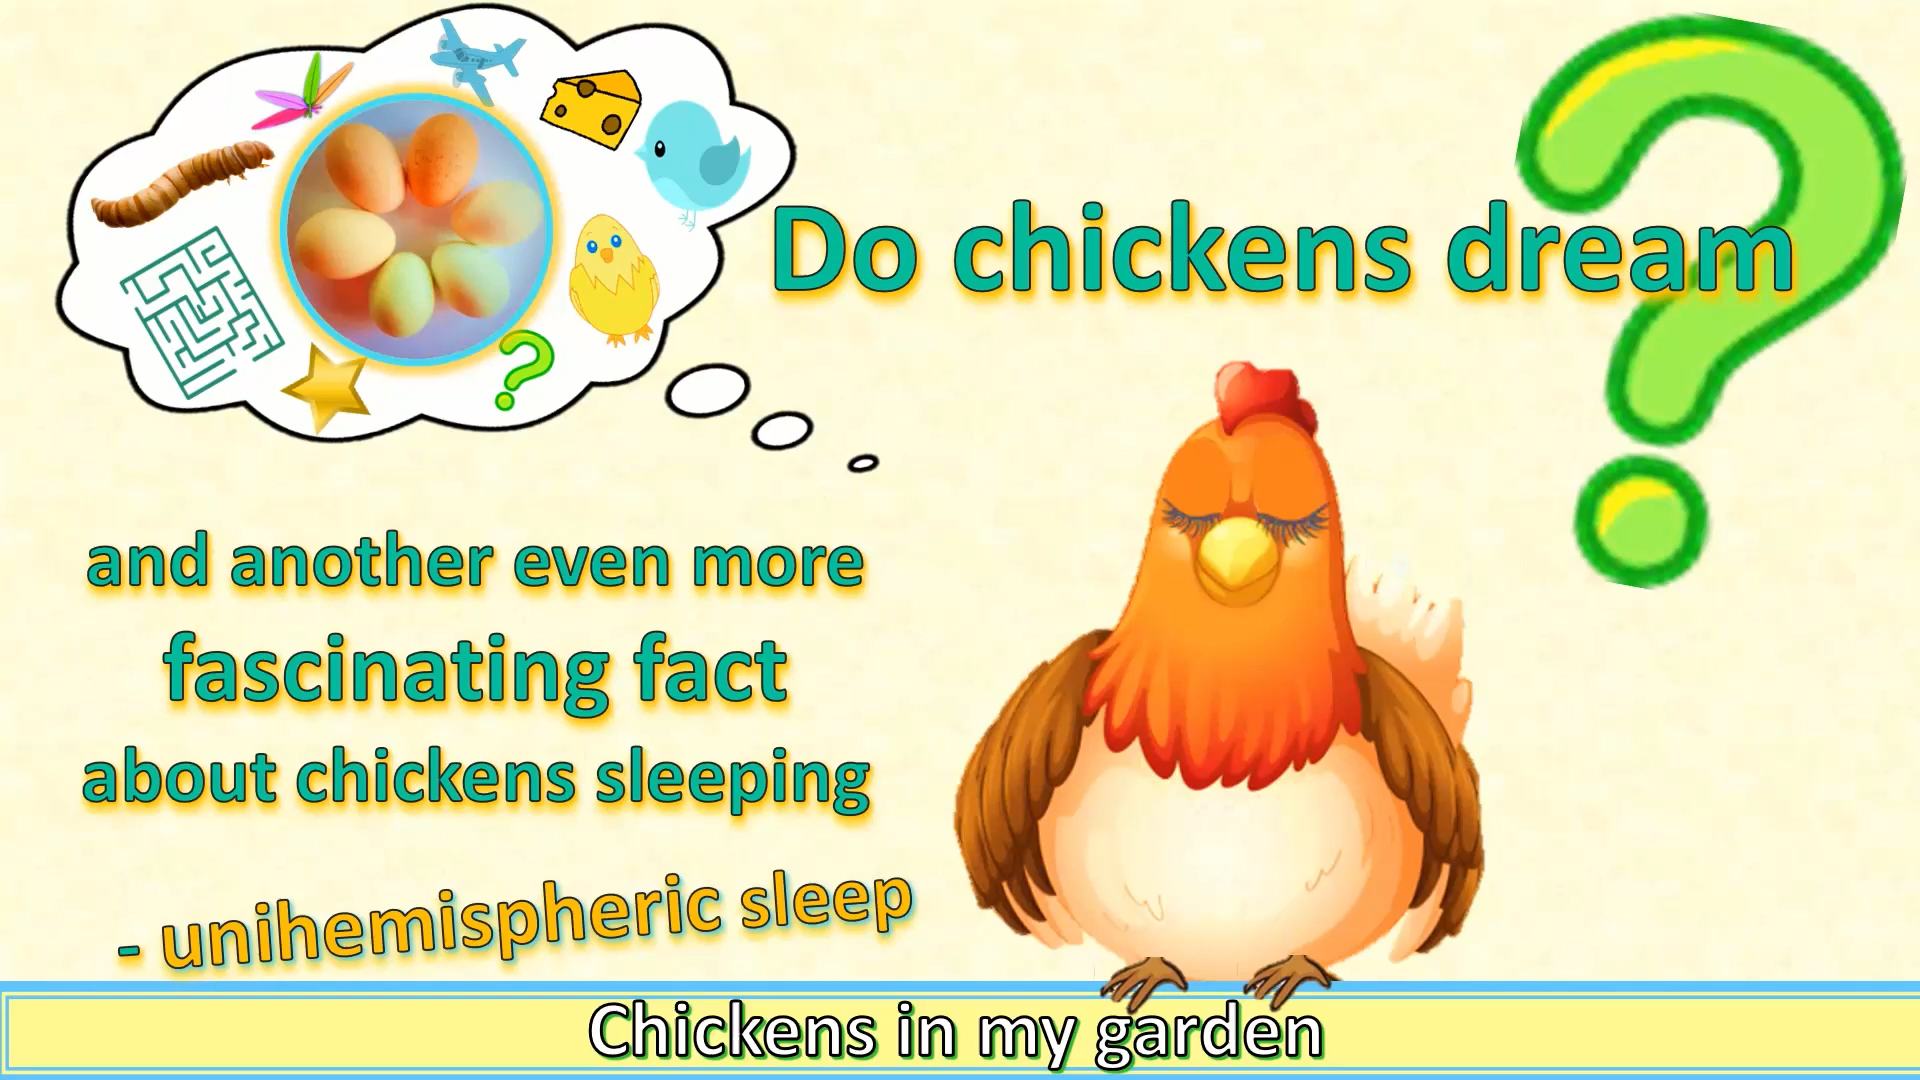 Do chickens dream ?
and another even more
fascinating fact
about chickens sleeping
- unihemispheric sleep
Chickens in my garden